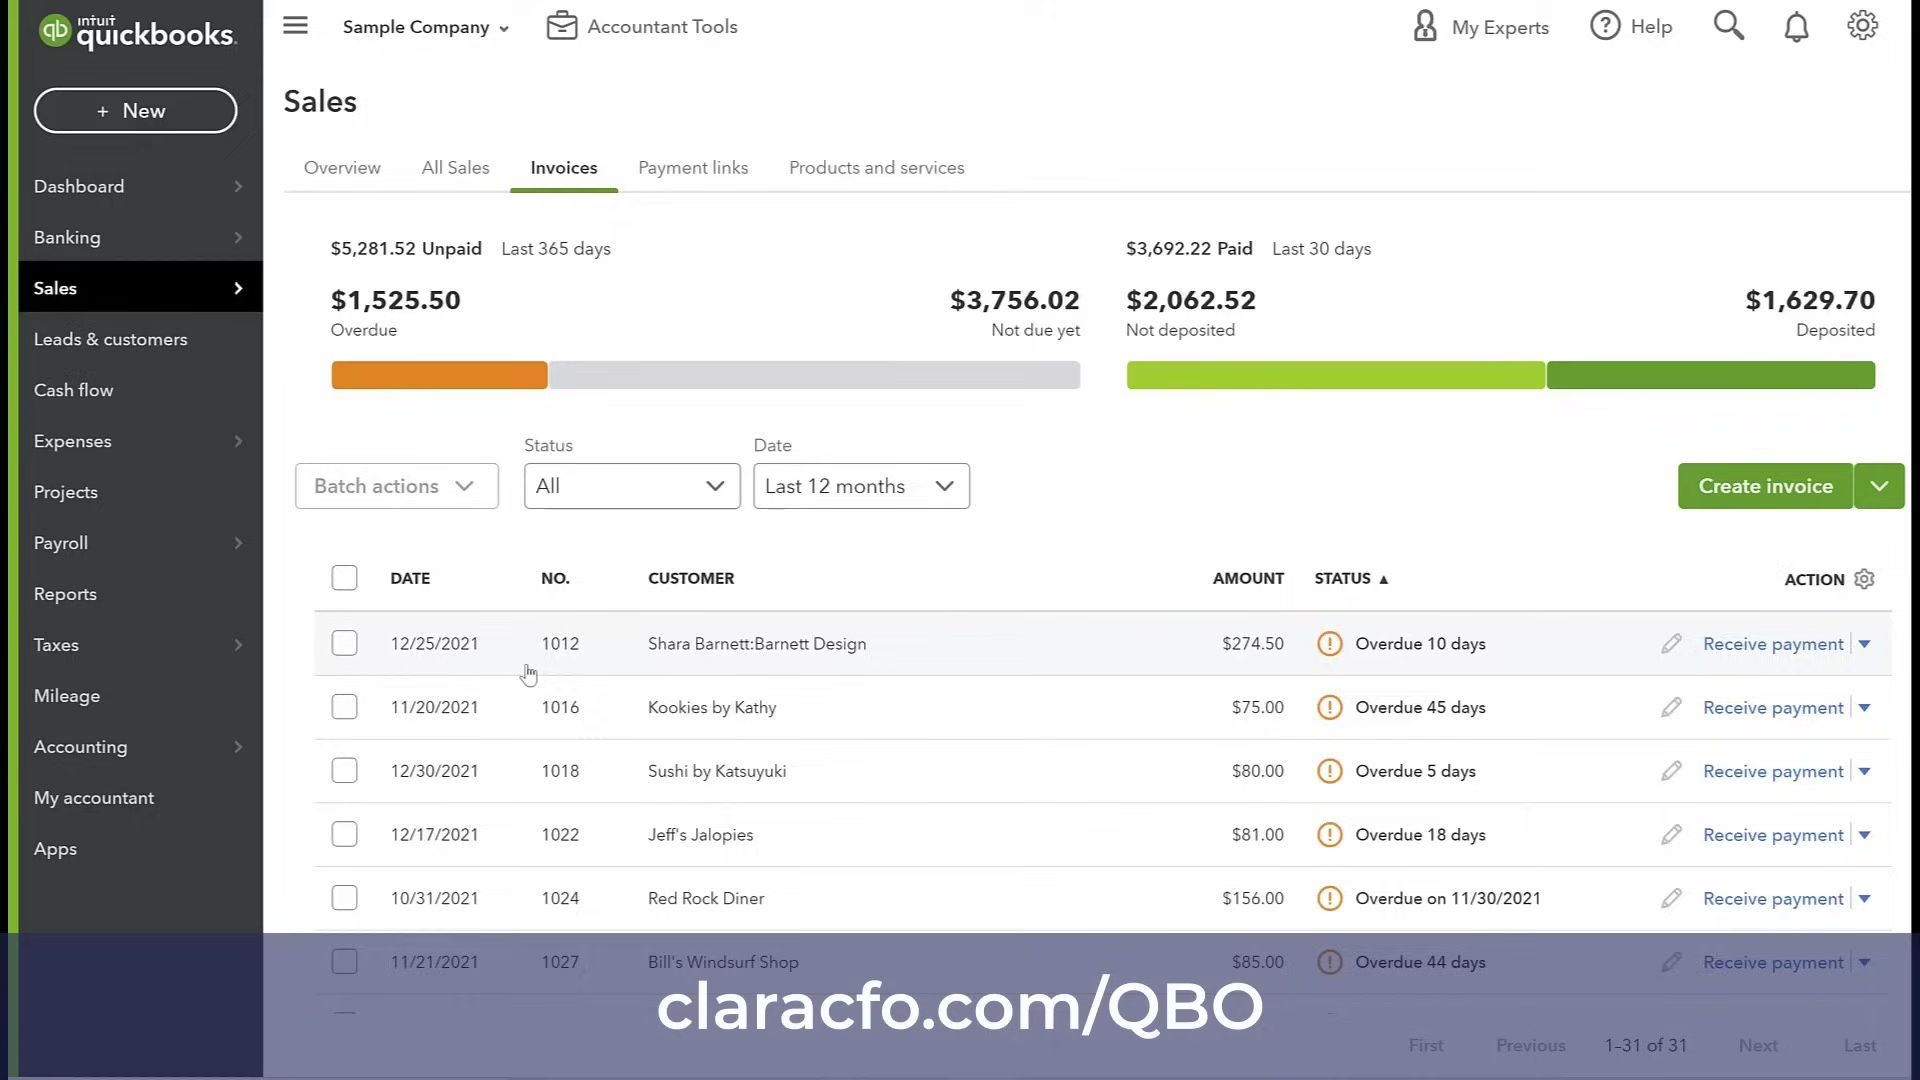 intuit
quickbooks.
+ New
Dashboard
Banking
Sales
Leads & customers
Cash flow
Expenses
Projects
Payroll
Reports
Taxes
Mileage
Accounting
My accountant
Apps
Sample Company
Accountant Tools
My Experts
Help
Sales
Overview
All Sales
Invoices
Payment links
Products and services
$5,281.52 Unpaid Last 365 days
$1,525.50
Overdue
$3,756.02
Not due yet
$3,692.22 Paid Last 30 days
$2,062.52
Not deposited
$1,629.70
Deposited
Batch actions
Status
All
Date
Last 12 months
Create invoice
DATE NO. CUSTOMER AMOUNT STATUS ▲ ACTION
12/25/2021 1012 Shara Barnett:Barnett Design $274.50 Overdue 10 days Receive payment
11/20/2021 1016 Kookies by Kathy $75.00 Overdue 45 days Receive payment
12/30/2021 1018 Sushi by Katsuyuki $80.00 Overdue 5 days Receive payment
12/17/2021 1022 Jeff's Jalopies $81.00 Overdue 18 days Receive payment
10/31/2021 1024 Red Rock Diner $156.00 Overdue on 11/30/2021 Receive payment
11/21/2021 1027 Bill's Windsurf Shop $85.00 Overdue 44 days Receive payment
claracfo.com/QBO
First Previous 1-31 of 31 Next Last